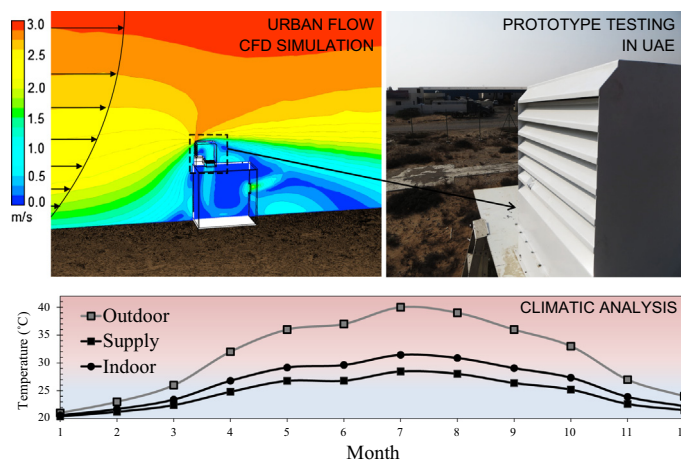 URBAN FLOW
CFD SIMULATION
3.0
2.5
2.0
1.5
1.0
0.5
0.0
m/s
PROTOTYPE TESTING
IN UAE
CLIMATIC ANALYSIS
Temperature (˚C)
40
35
30
25
20
Outdoor
Supply
Indoor
1 2 3 4 5 6 7 8 9 10 11
Month